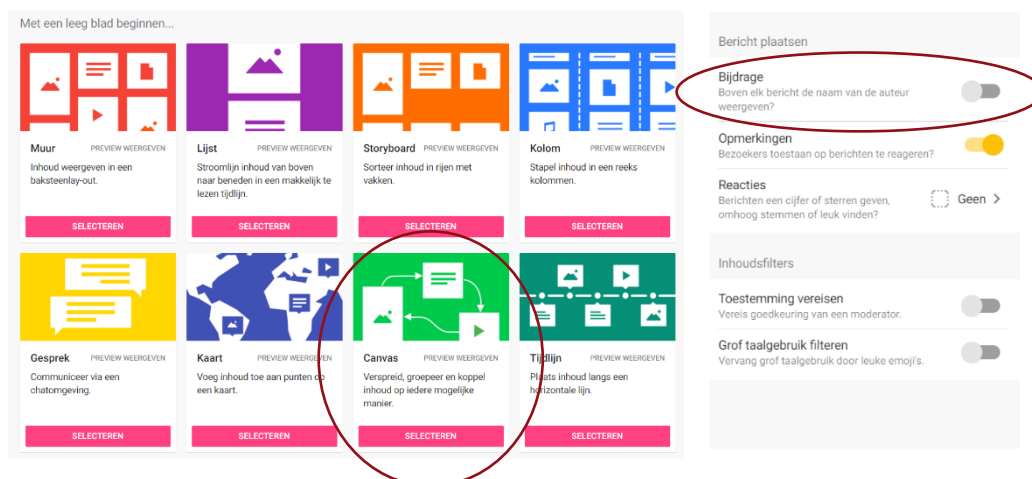 Met een leeg blad beginnen...
Muur PREVIEW WEERGEVEN
Inhoud weergeven in een
baksteenlay-out.
SELECTEREN
Lijst PREVIEW WEERGEVEN
Stroomlijn inhoud van boven
naar beneden in een makkelijk te
lezen tijdlijn.
SELECTEREN
Storyboard PREVIEW WEERGEVEN
Sorteer inhoud in rijen met
vakken.
SELECTEREN
Kolom PREVIEW WEERGEVEN
Stapel inhoud in een reeks
kolommen.
SELECTEREN
Gesprek PREVIEW WEERGEVEN
Communiceer via een
chatomgeving.
SELECTEREN
Kaart PREVIEW WEERGEVEN
Voeg inhoud toe aan punten op
een kaart.
SELECTEREN
Canvas PREVIEW WEERGEVEN
Verspreid, groepeer en koppel
inhoud op iedere mogelijke
manier.
SELECTEREN
Tijdlijn PREVIEW WEERGEVEN
Plaats inhoud langs een
horizontale lijn.
SELECTEREN
Bericht plaatsen
Bijdrage
Boven elk bericht de naam van de auteur
weergeven?
Opmerkingen
Bezoekers toestaan op berichten te reageren?
Reacties
Berichten een cijfer of sterren geven,
omhoog stemmen of leuk vinden?
Geen
Inhoudsfilters
Toestemming vereisen
Vereis goedkeuring van een moderator.
Grof taalgebruik filteren
Vervang grof taalgebruik door leuke emoji's.